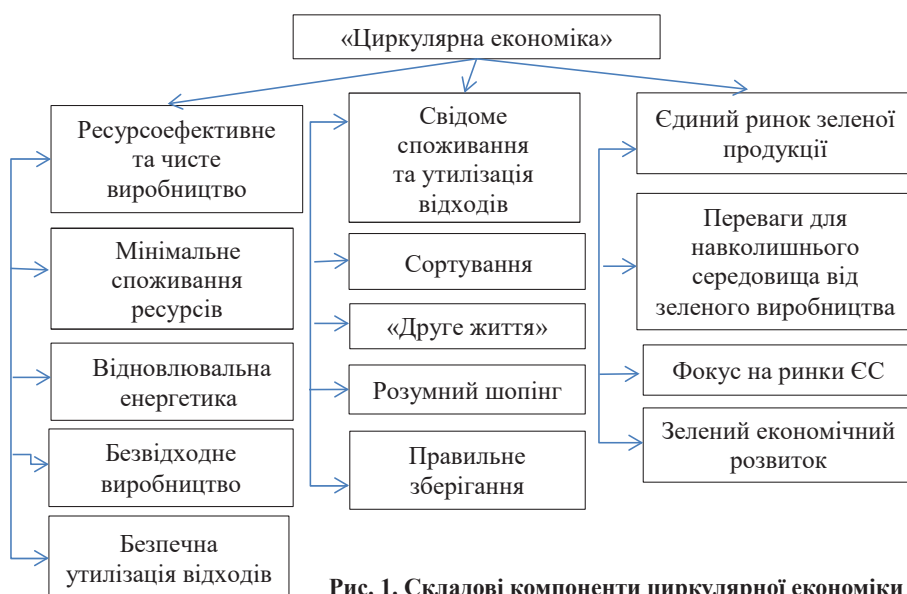 «Циркулярна економіка»
Ресурсоефективне
та чисте
виробництво
Мінімальне
споживання
ресурсів
Відновлювальна
енергетика
Безвідходне
виробництво
Безпечна
утилізація відходів
Свідоме
споживання
та утилізація
відходів
Сортування
«Друге життя»
Розумний шопінг
Правильне
зберігання
Єдиний ринок зеленої
продукції
Переваги для
навколишнього
середовища від
зеленого виробництва
Фокус на ринки ЄС
Зелений економічний
розвиток
Рис. 1. Складові компоненти циркулярної економіки